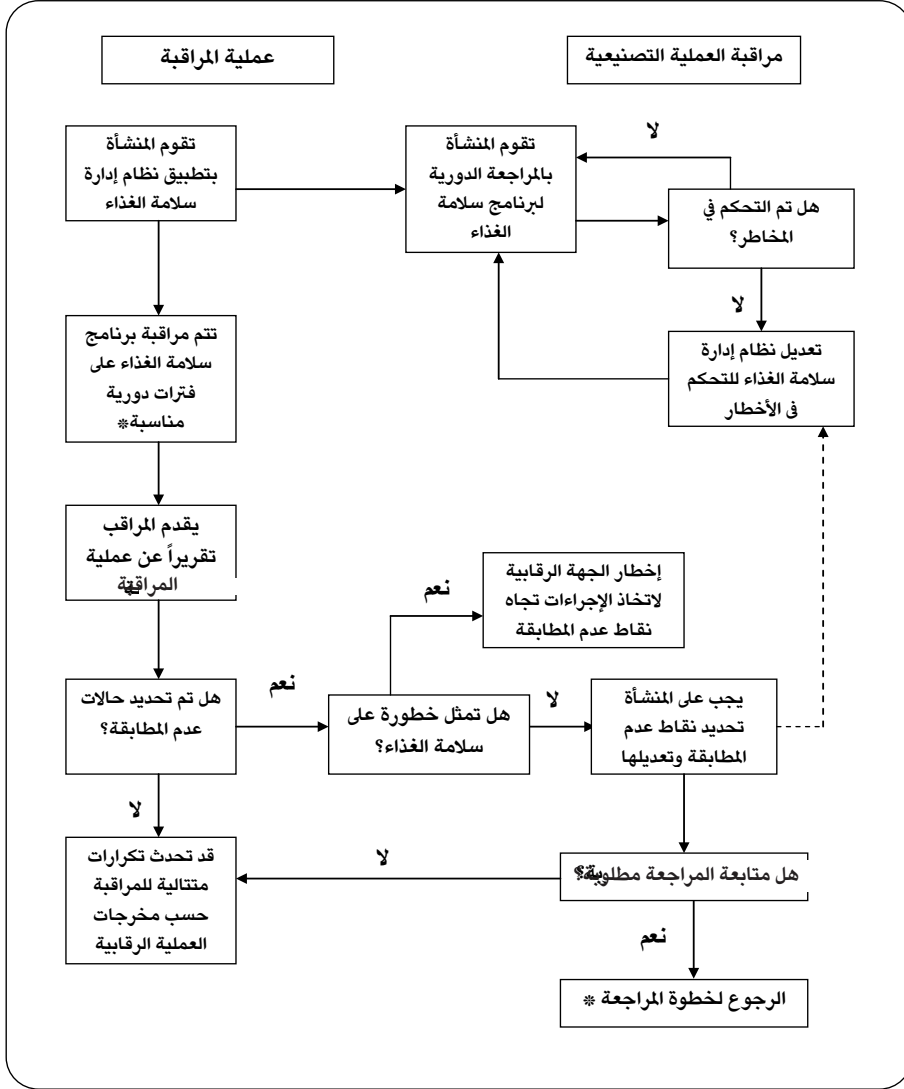 مراقبة العملية التصنيعية
عملية المراقبة
تقوم المنشأة
بتطبيق نظام إدارة
سلامة الغذاء
تقوم المنشأة
بالمراجعة الدورية
لبرنامج سلامة
الغذاء
لا
هل تم التحكم في
المخاطر؟
لا
تعديل نظام إدارة
سلامة الغذاء للتحكم
فى الأخطار
تتم مراقبة برنامج
سلامة الغذاء على
فترات دورية
مناسبة*
يقدم المراقب
تقريراً عن عملية
المراقبة
هل تم تحديد حالات
عدم المطابقة؟
نعم
هل تمثل خطورة على
سلامة الغذاء؟
نعم
إخطار الجهة الرقابية
لاتخاذ الإجراءات تجاه
نقاط عدم المطابقة
لا
يجب على المنشأة
تحديد نقاط عدم
المطابقة وتعديلها
لا
قد تحدث تكرارات
متتالية للمراقبة
حسب مخرجات
العملية الرقابية
لا
هل متابعة المراجعة مطلوبة؟
نعم
الرجوع لخطوة المراجعة *